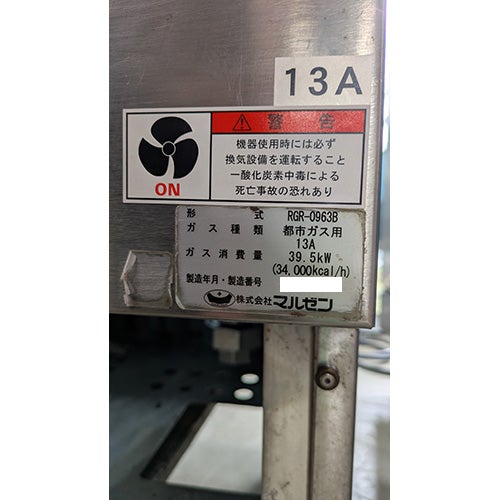 13A
警告
ON
機器使用時には必ず
換気設備を運転すること
一酸化炭素中毒による
死亡事故の恐れあり
形式 RGR-0963B
ガス種類 都市ガス用
13A
ガス消費量 39.5kW
(34,000kcal/h)
製造年月・製造番号
株式会社マルゼン